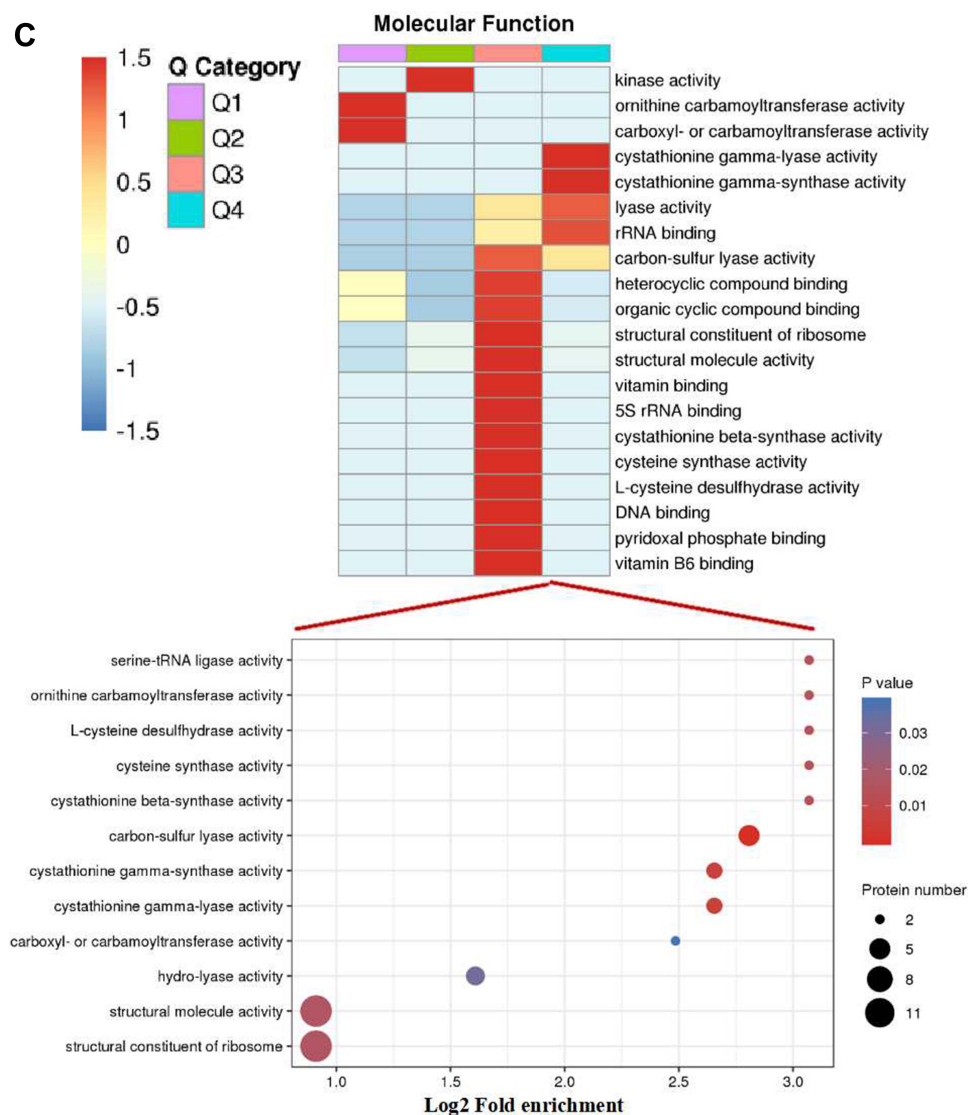 C
Molecular Function
1.5
1
0.5
0
-0.5
-1
-1.5
Q Category
Q1
Q2
Q3
Q4
kinase activity
ornithine carbamoyltransferase activity
carboxyl- or carbamoyltransferase activity
cystathionine gamma-lyase activity
cystathionine gamma-synthase activity
lyase activity
rRNA binding
carbon-sulfur lyase activity
heterocyclic compound binding
organic cyclic compound binding
structural constituent of ribosome
structural molecule activity
vitamin binding
5S rRNA binding
cystathionine beta-synthase activity
cysteine synthase activity
L-cysteine desulfhydrase activity
DNA binding
pyridoxal phosphate binding
vitamin B6 binding
serine-tRNA ligase activity
ornithine carbamoyltransferase activity
L-cysteine desulfhydrase activity
cysteine synthase activity
cystathionine beta-synthase activity
carbon-sulfur lyase activity
cystathionine gamma-synthase activity
cystathionine gamma-lyase activity
carboxyl- or carbamoyltransferase activity
hydro-lyase activity
structural molecule activity
structural constituent of ribosome
1.0 1.5 2.0 2.5 3.0
Log2 Fold enrichment
P value
0.03
0.02
0.01
Protein number
2
5
8
11